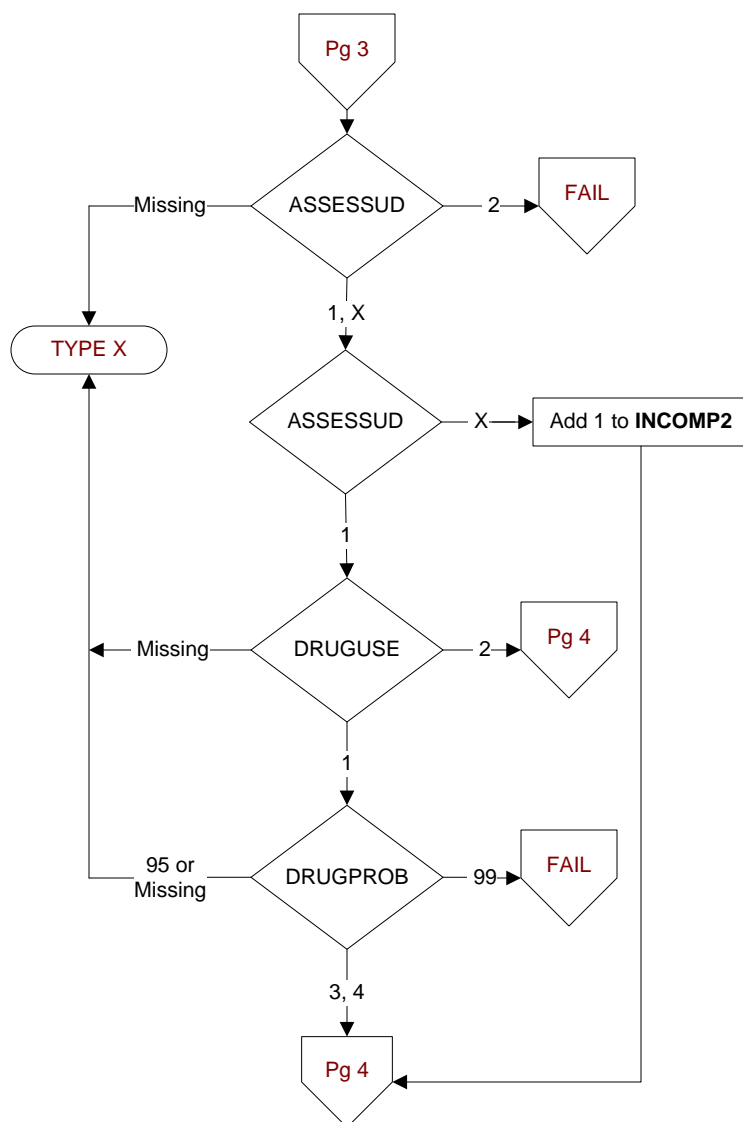 Pg 3
Missing
ASSESSUD
2
FAIL
1, X
TYPE X
ASSESSUD
X
Add 1 to INCOMP2
1
Missing
DRUGUSE
2
Pg 4
1
95 or
Missing
DRUGPROB
99
FAIL
3, 4
Pg 4